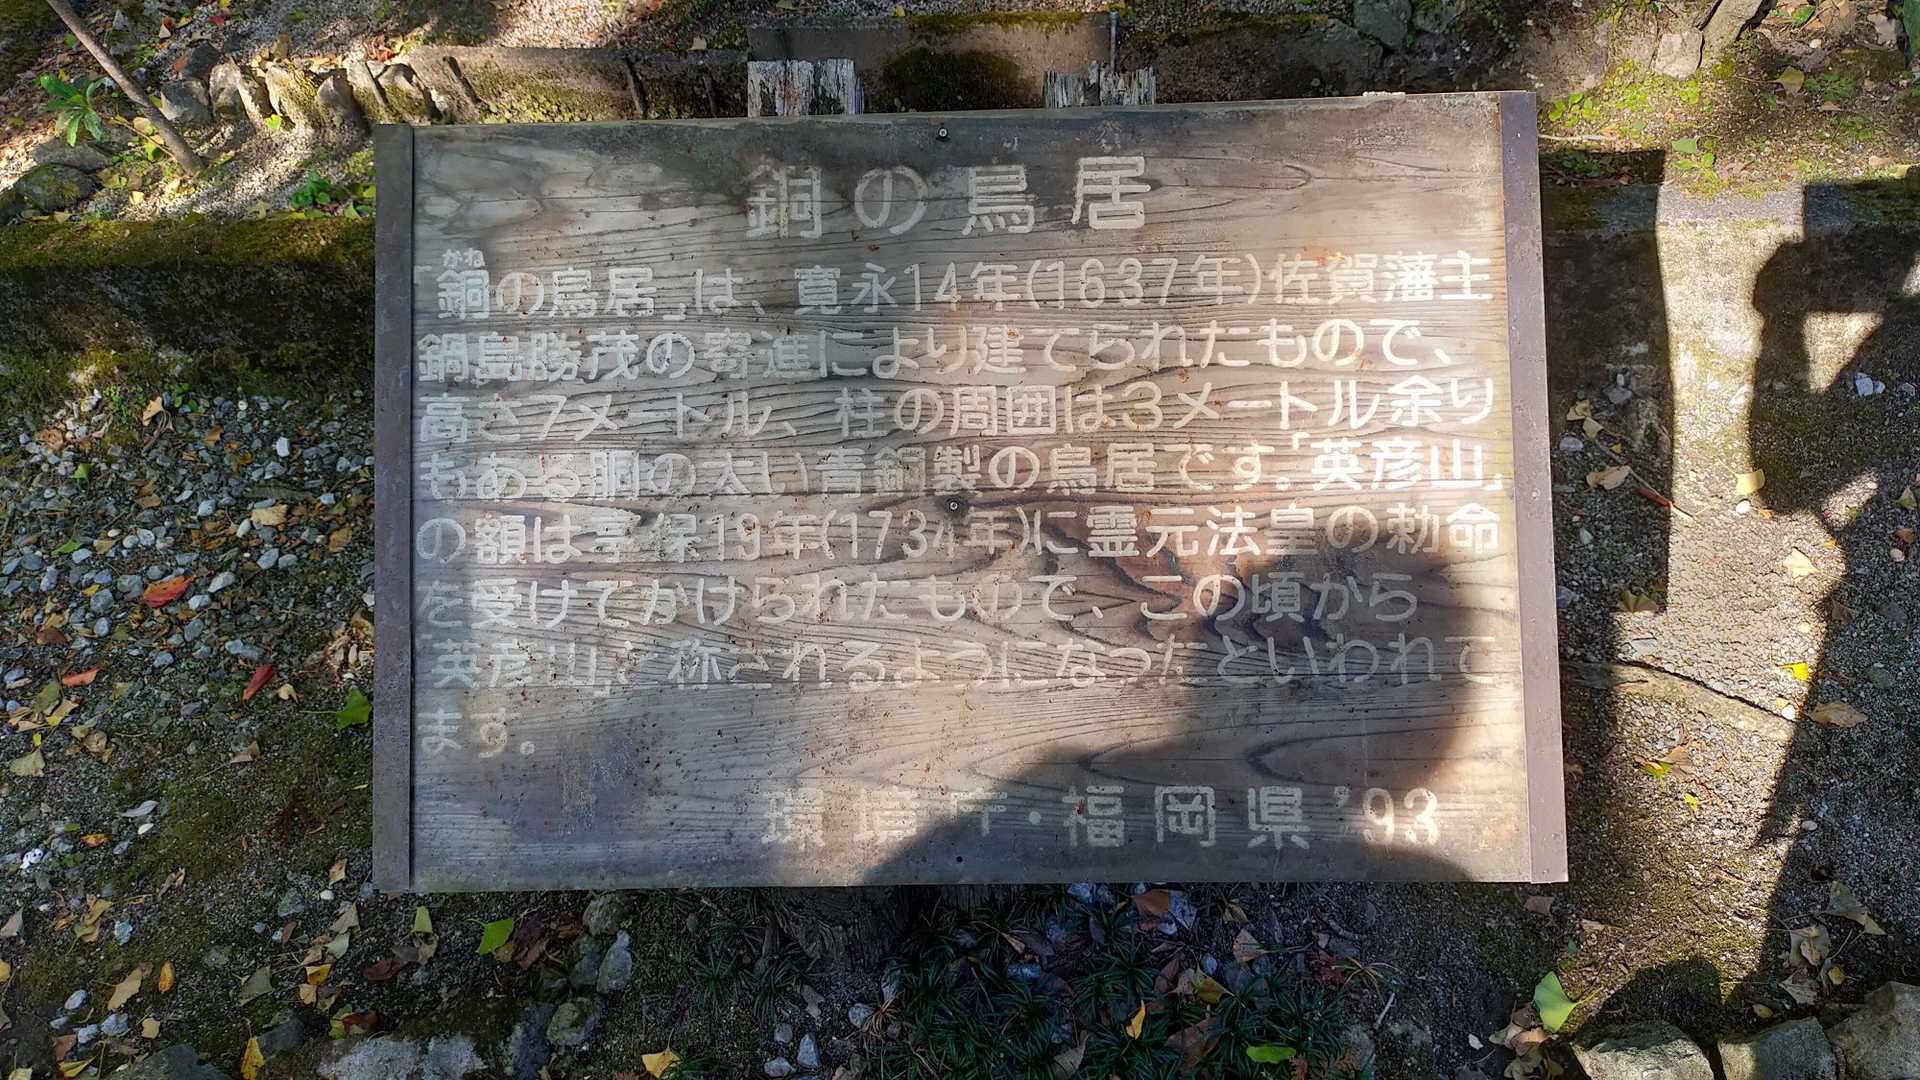 銅の鳥居
かね
「銅の鳥居」は、寛永14年(1637年)佐賀藩主
鍋島勝茂の寄進により建てられたもので、
高さ7メートル、柱の周囲は3メートル余り
もある胴の太い青銅製の鳥居です。「英彦山」
の額は享保19年(1734年)に霊元法皇の勅命
を受けてかけられたもので、この頃から
「英彦山」と称されるようになったといわれて
ます。
環境庁・福岡県 '93